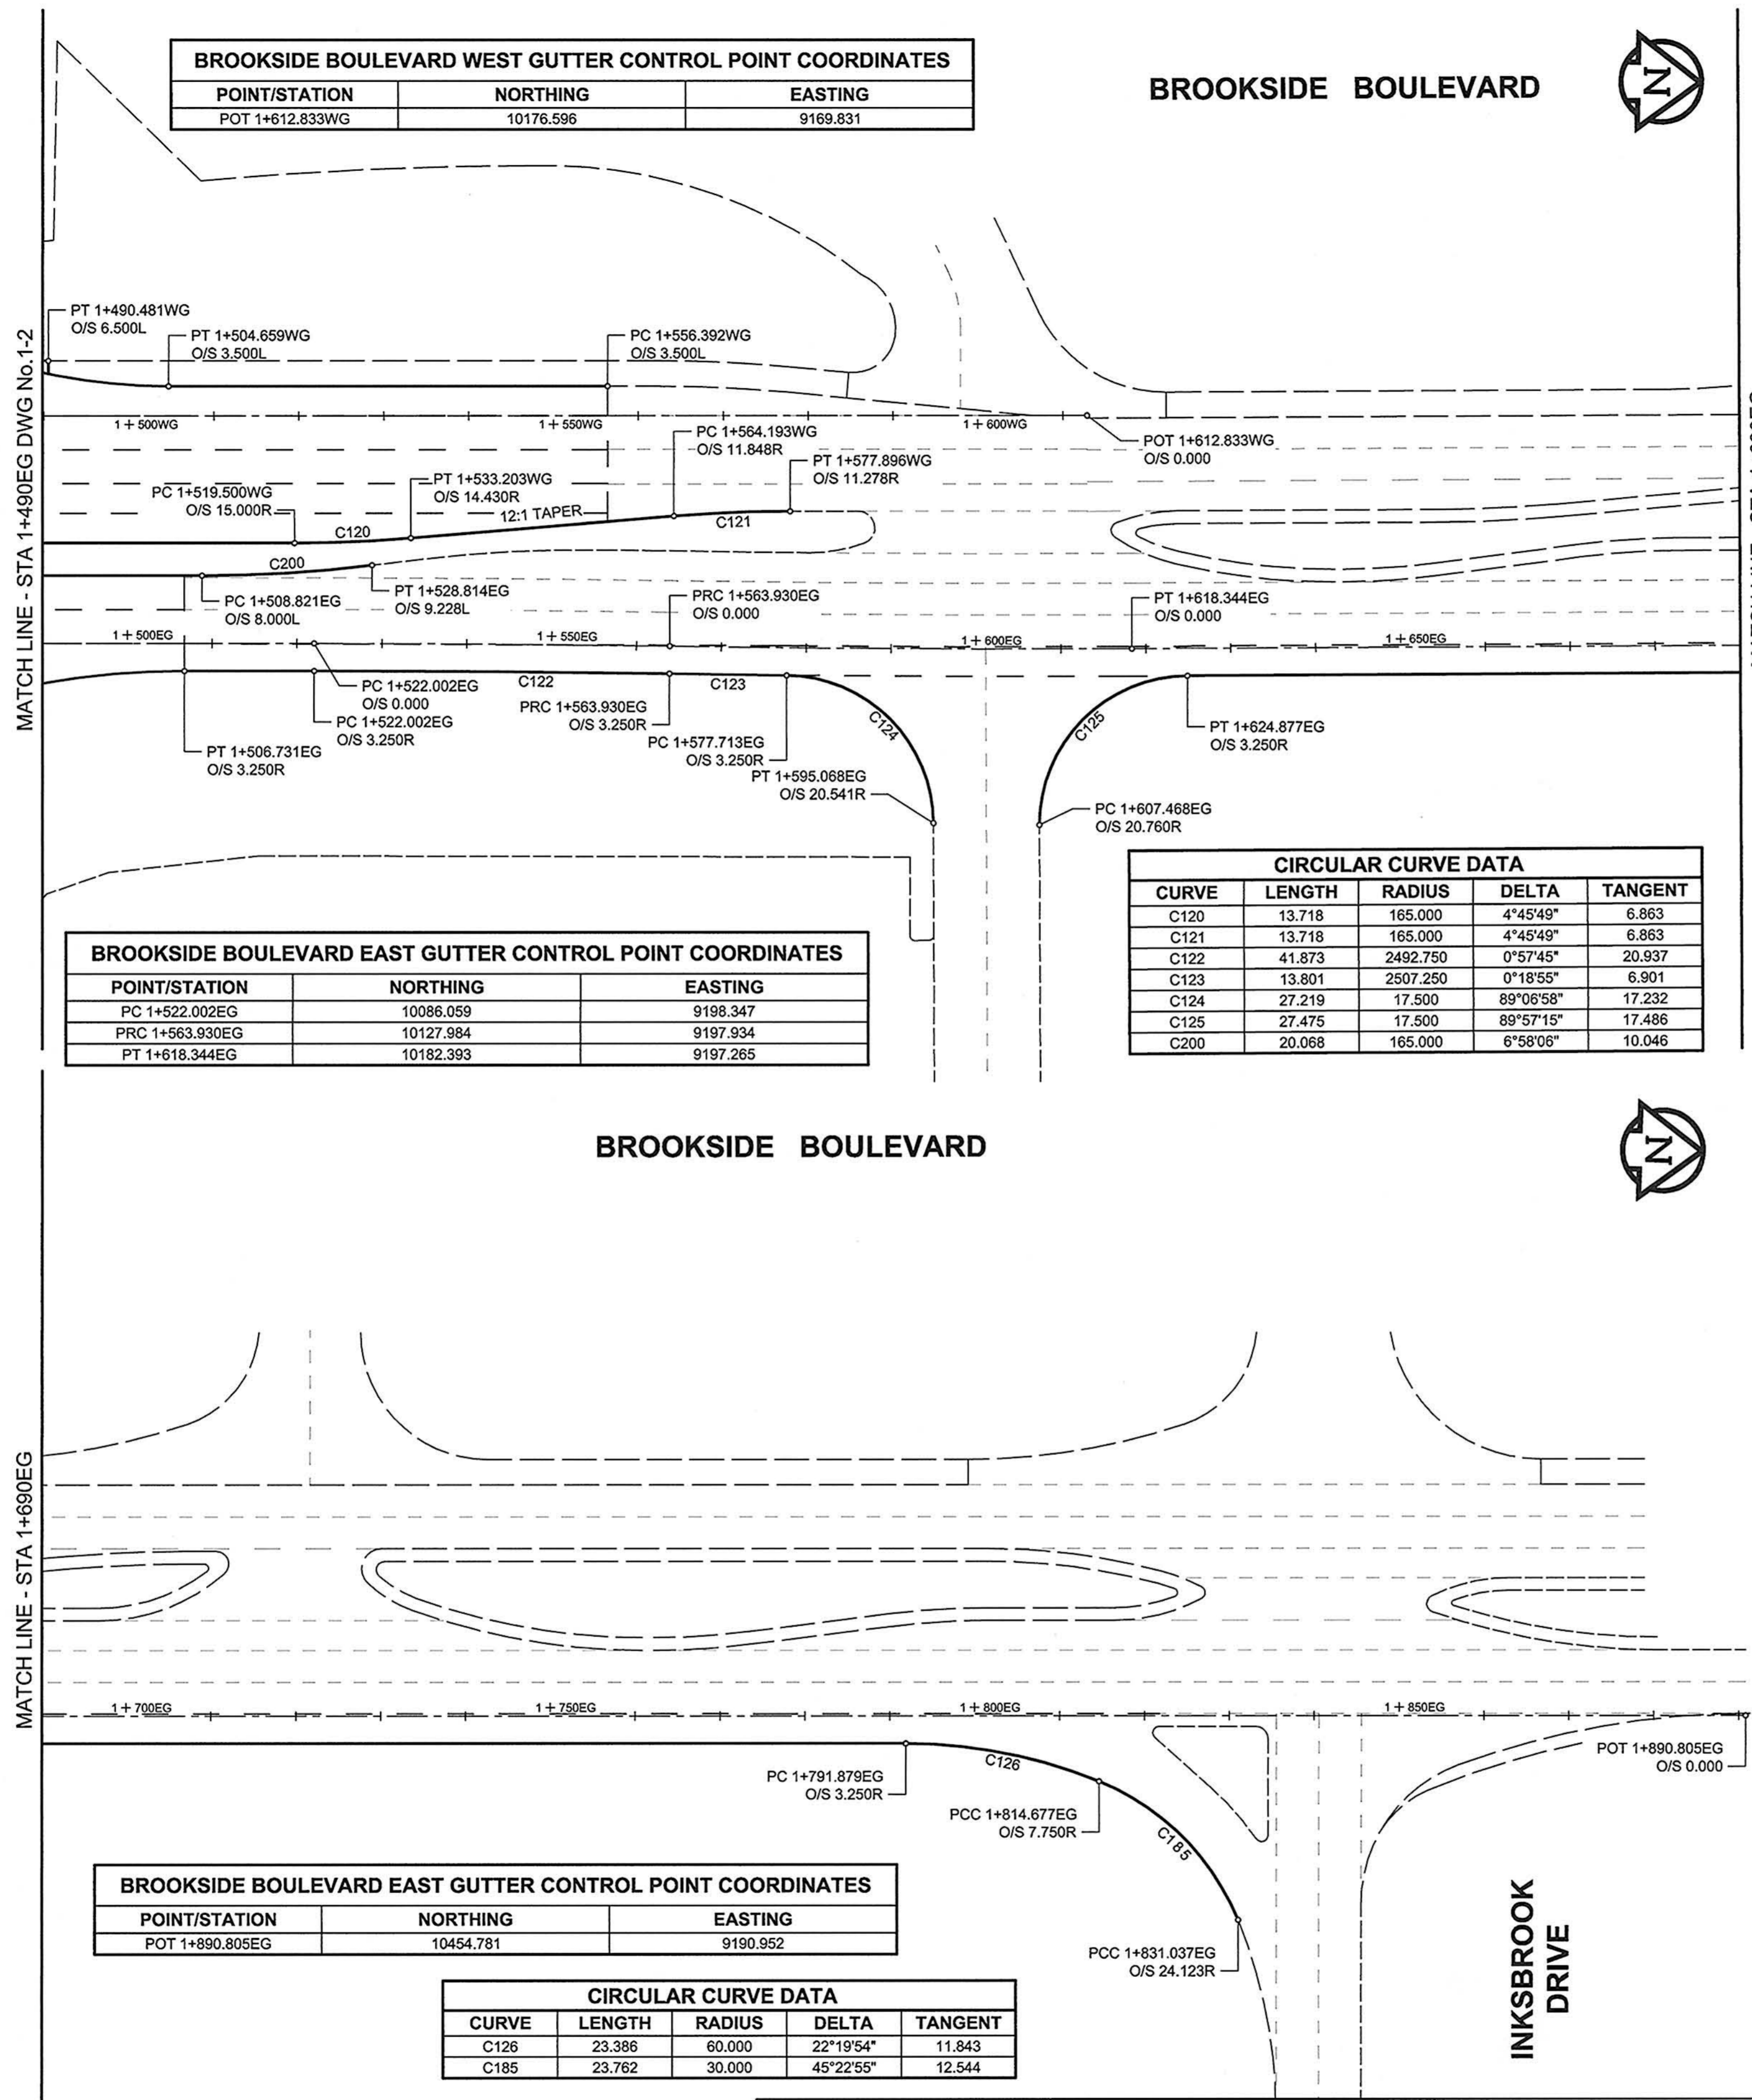 BROOKSIDE BOULEVARD WEST GUTTER CONTROL POINT COORDINATES
POINT/STATION NORTHING EASTING
POT 1+612.833WG 10176.596 9169.831
BROOKSIDE BOULEVARD
N
MATCH LINE - STA 1+490EG DWG No.1-2
PT 1+490.481WG
O/S 6.500L
PT 1+504.659WG
O/S 3.500L
PC 1+556.392WG
O/S 3.500L
1+500WG
1+550WG
1+600WG
POT 1+612.833WG
O/S 0.000
PC 1+564.193WG
O/S 11.848R
PT 1+577.896WG
O/S 11.278R
PC 1+519.500WG
O/S 15.000R
PT 1+533.203WG
O/S 14.430R
12:1 TAPER
C120
C121
C200
PC 1+508.821EG
O/S 8.000L
PT 1+528.814EG
O/S 9.228L
PRC 1+563.930EG
O/S 0.000
PT 1+618.344EG
O/S 0.000
1+500EG
1+550EG
1+600EG
1+650EG
PC 1+522.002EG
O/S 0.000
PC 1+522.002EG
O/S 3.250R
C122
C123
PRC 1+563.930EG
O/S 3.250R
C124
C125
PT 1+506.731EG
O/S 3.250R
PC 1+577.713EG
O/S 3.250R
PT 1+624.877EG
O/S 3.250R
PT 1+595.068EG
O/S 20.541R
PC 1+607.468EG
O/S 20.760R
CIRCULAR CURVE DATA
CURVE LENGTH RADIUS DELTA TANGENT
C120 13.718 165.000 4°45'49" 6.863
C121 13.718 165.000 4°45'49" 6.863
C122 41.873 2492.750 0°57'45" 20.937
C123 13.801 2507.250 0°18'55" 6.901
C124 27.219 17.500 89°06'58" 17.232
C125 27.475 17.500 89°57'15" 17.486
C200 20.068 165.000 6°58'06" 10.046
BROOKSIDE BOULEVARD EAST GUTTER CONTROL POINT COORDINATES
POINT/STATION NORTHING EASTING
PC 1+522.002EG 10086.059 9198.347
PRC 1+563.930EG 10127.984 9197.934
PT 1+618.344EG 10182.393 9197.265
BROOKSIDE BOULEVARD
N
MATCH LINE - STA 1+690EG
1+700EG
1+750EG
1+800EG
1+850EG
POT 1+890.805EG
O/S 0.000
PC 1+791.879EG
O/S 3.250R
C126
PCC 1+814.677EG
O/S 7.750R
C185
PCC 1+831.037EG
O/S 24.123R
INKSBROOK
DRIVE
BROOKSIDE BOULEVARD EAST GUTTER CONTROL POINT COORDINATES
POINT/STATION NORTHING EASTING
POT 1+890.805EG 10454.781 9190.952
CIRCULAR CURVE DATA
CURVE LENGTH RADIUS DELTA TANGENT
C126 23.386 60.000 22°19'54" 11.843
C185 23.762 30.000 45°22'55" 12.544